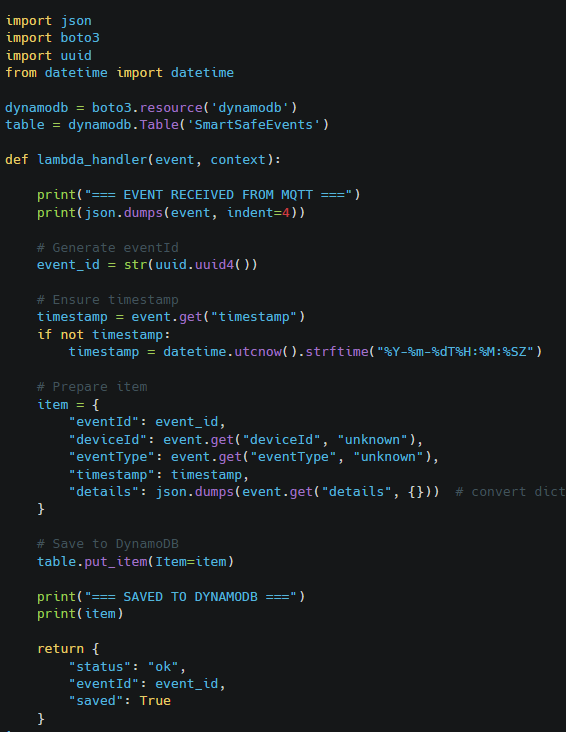 import json
import boto3
import uuid
from datetime import datetime

dynamodb = boto3.resource('dynamodb')
table = dynamodb.Table('SmartSafeEvents')

def lambda_handler(event, context):

    print("=== EVENT RECEIVED FROM MQTT ===")
    print(json.dumps(event, indent=4))

    # Generate eventId
    event_id = str(uuid.uuid4())

    # Ensure timestamp
    timestamp = event.get("timestamp")
    if not timestamp:
        timestamp = datetime.utcnow().strftime("%Y-%m-%dT%H:%M:%SZ")

    # Prepare item
    item = {
        "eventId": event_id,
        "deviceId": event.get("deviceId", "unknown"),
        "eventType": event.get("eventType", "unknown"),
        "timestamp": timestamp,
        "details": json.dumps(event.get("details", {}))  # convert dict
    }

    # Save to DynamoDB
    table.put_item(Item=item)

    print("=== SAVED TO DYNAMODB ===")
    print(item)

    return {
        "status": "ok",
        "eventId": event_id,
        "saved": True
    }